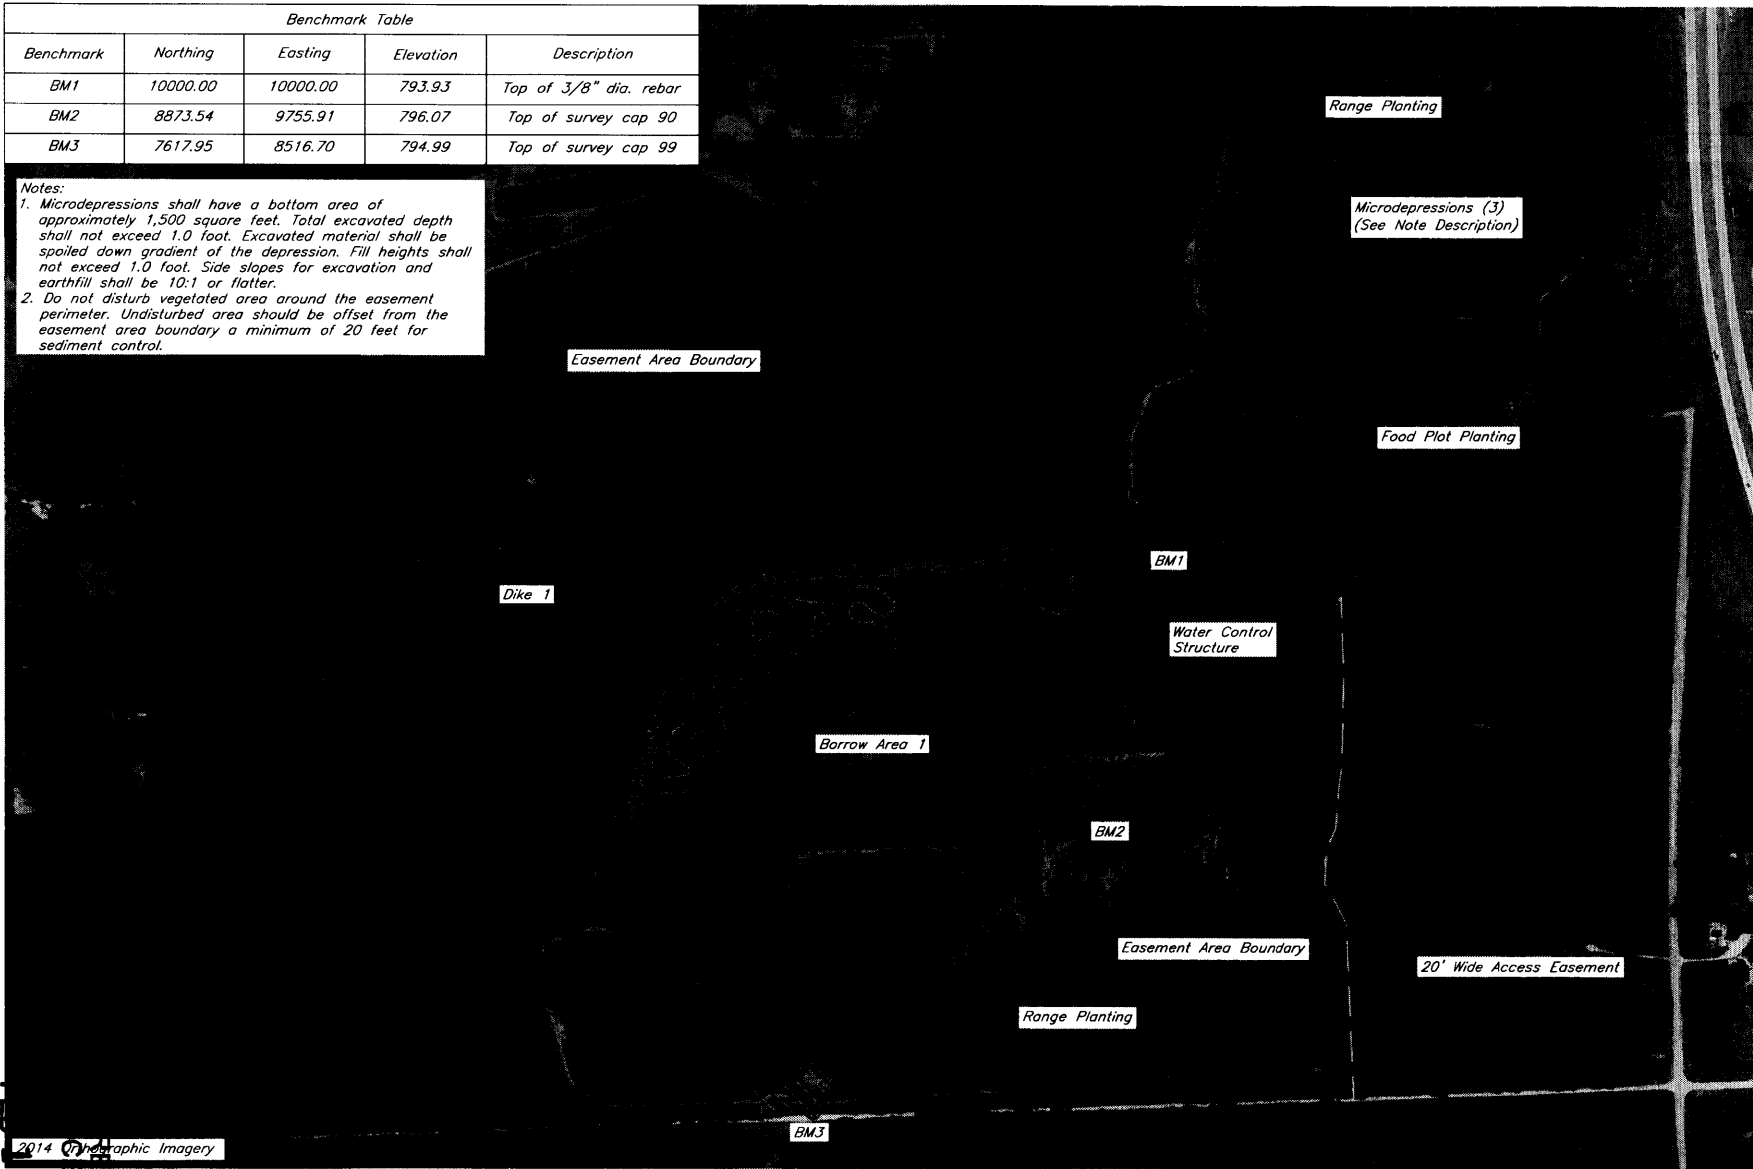 Benchmark Table
Benchmark Northing Easting Elevation Description
BM1 10000.00 10000.00 793.93 Top of 3/8" dia. rebar
BM2 8873.54 9755.91 796.07 Top of survey cap 90
BM3 7617.95 8516.70 794.99 Top of survey cap 99
Notes:
1. Microdepressions shall have a bottom area of
approximately 1,500 square feet. Total excavated depth
shall not exceed 1.0 foot. Excavated material shall be
spoiled down gradient of the depression. Fill heights shall
not exceed 1.0 foot. Side slopes for excavation and
earthfill shall be 10:1 or flatter.
2. Do not disturb vegetated area around the easement
perimeter. Undisturbed area should be offset from the
easement area boundary a minimum of 20 feet for
sediment control.
Range Planting
Microdepressions (3)
(See Note Description)
Easement Area Boundary
Food Plot Planting
BM1
Dike 1
Water Control
Structure
Borrow Area 1
BM2
Easement Area Boundary
20' Wide Access Easement
Range Planting
BM3
2014 Orthographic Imagery